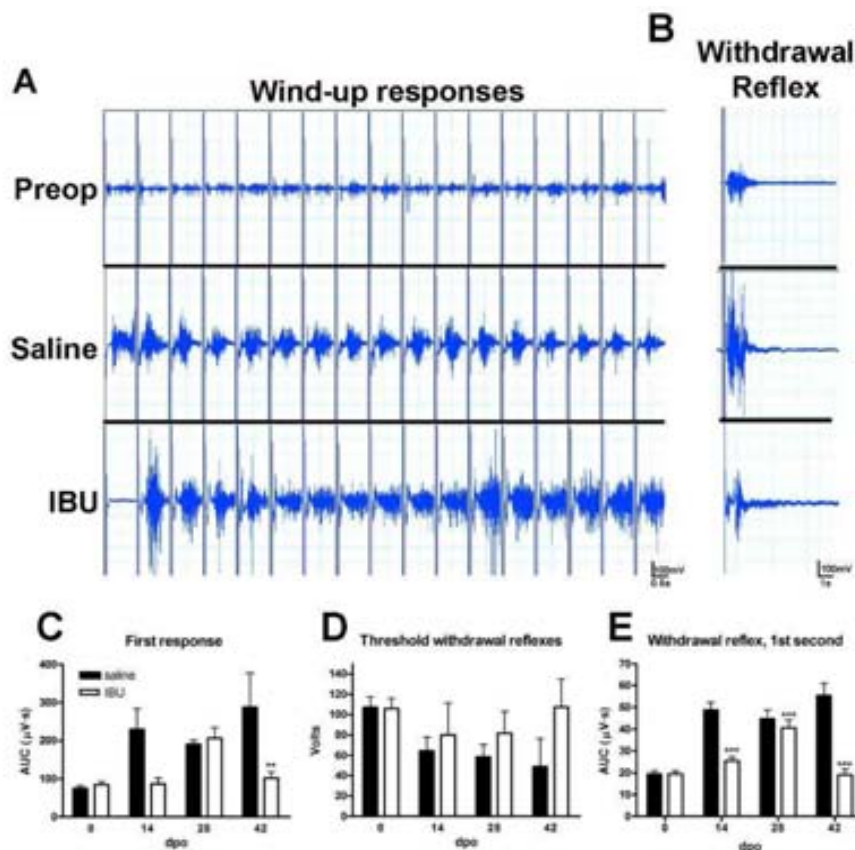 A
Wind-up responses
B
Withdrawal
Reflex
Preop
Saline
IBU
100mV
1s
C
First response
saline
IBU
AUC (µV·s)
400
300
200
100
0
0
14
28
42
**
dpo
D
Threshold withdrawal reflexes
Volts
140
120
100
80
60
40
20
0
0
14
28
42
dpo
E
Withdrawal reflex, 1st second
AUC (µV·s)
70
60
50
40
30
20
10
0
0
14
28
42
***
***
***
dpo